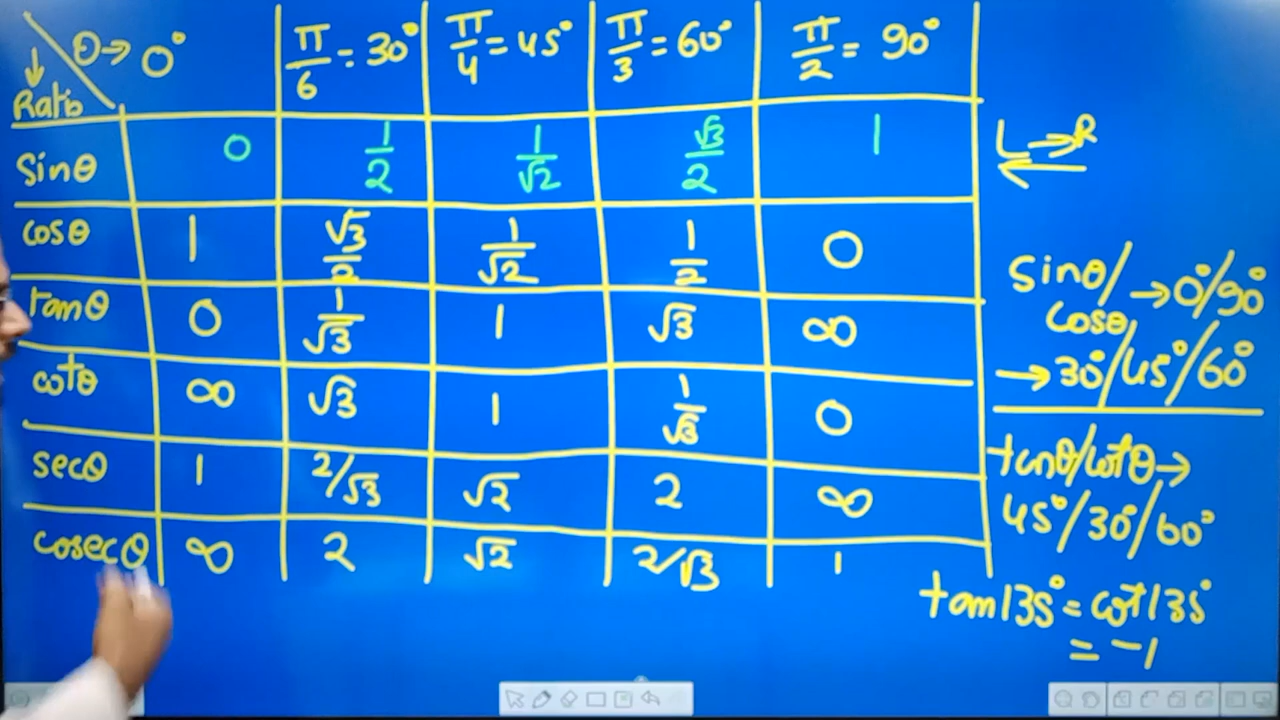 θ→ 0° π/6 = 30° π/4 = 45° π/3 = 60° π/2 = 90°
↓
Ratio
sinθ 0 1/2 1/√2 √3/2 1
cosθ 1 √3/2 1/√2 1/2 0
tanθ 0 1/√3 1 √3 ∞
cotθ ∞ √3 1 1/√3 0
secθ 1 2/√3 √2 2 ∞
cosecθ ∞ 2 √2 2/√3 1
L → R
←
sinθ/ → 0°/90°
cosθ/
→ 30°/45°/60°
tanθ/cotθ →
45°/30°/60°
tan135° = cot135°
= -1